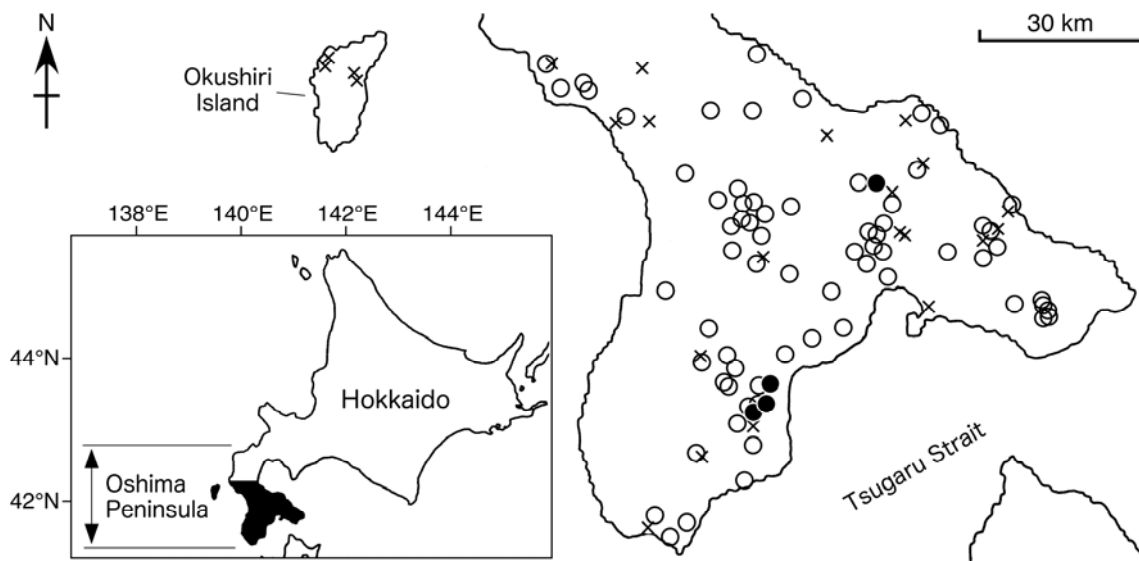 N
30 km
Okushiri
Island
138°E
140°E
142°E
144°E
44°N
42°N
Hokkaido
Oshima
Peninsula
Tsugaru Strait